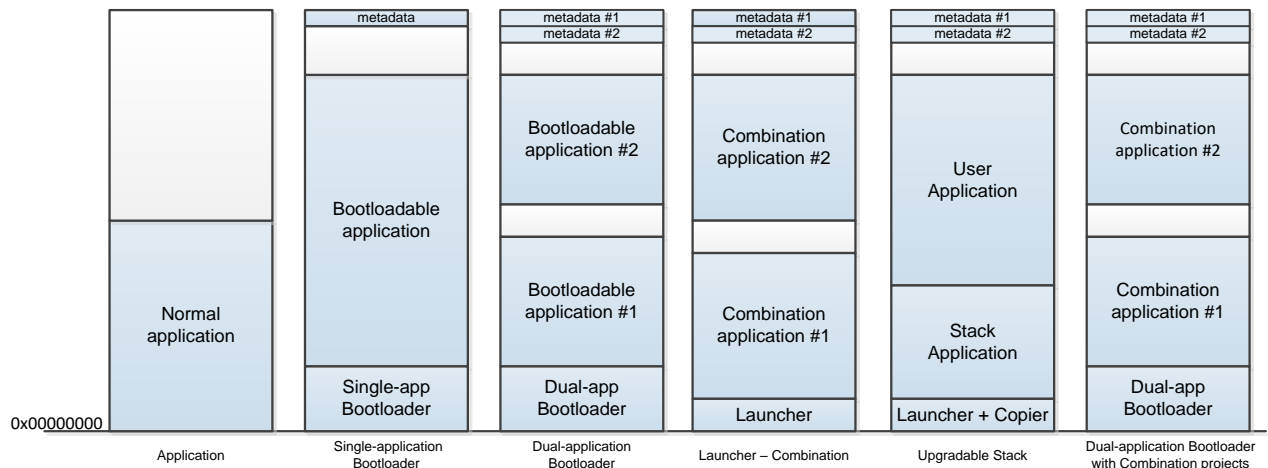 metadata
metadata #1
metadata #2
metadata #1
metadata #2
metadata #1
metadata #2
metadata #1
metadata #2
Normal
application
Bootloadable
application
Single-app
Bootloader
Bootloadable
application #2
Bootloadable
application #1
Dual-app
Bootloader
Combination
application #2
Combination
application #1
Launcher
User
Application
Stack
Application
Launcher + Copier
Combination
application #2
Combination
application #1
Dual-app
Bootloader
0x00000000
Application
Single-application
Bootloader
Dual-application
Bootloader
Launcher – Combination
Upgradable Stack
Dual-application Bootloader
with Combination projects